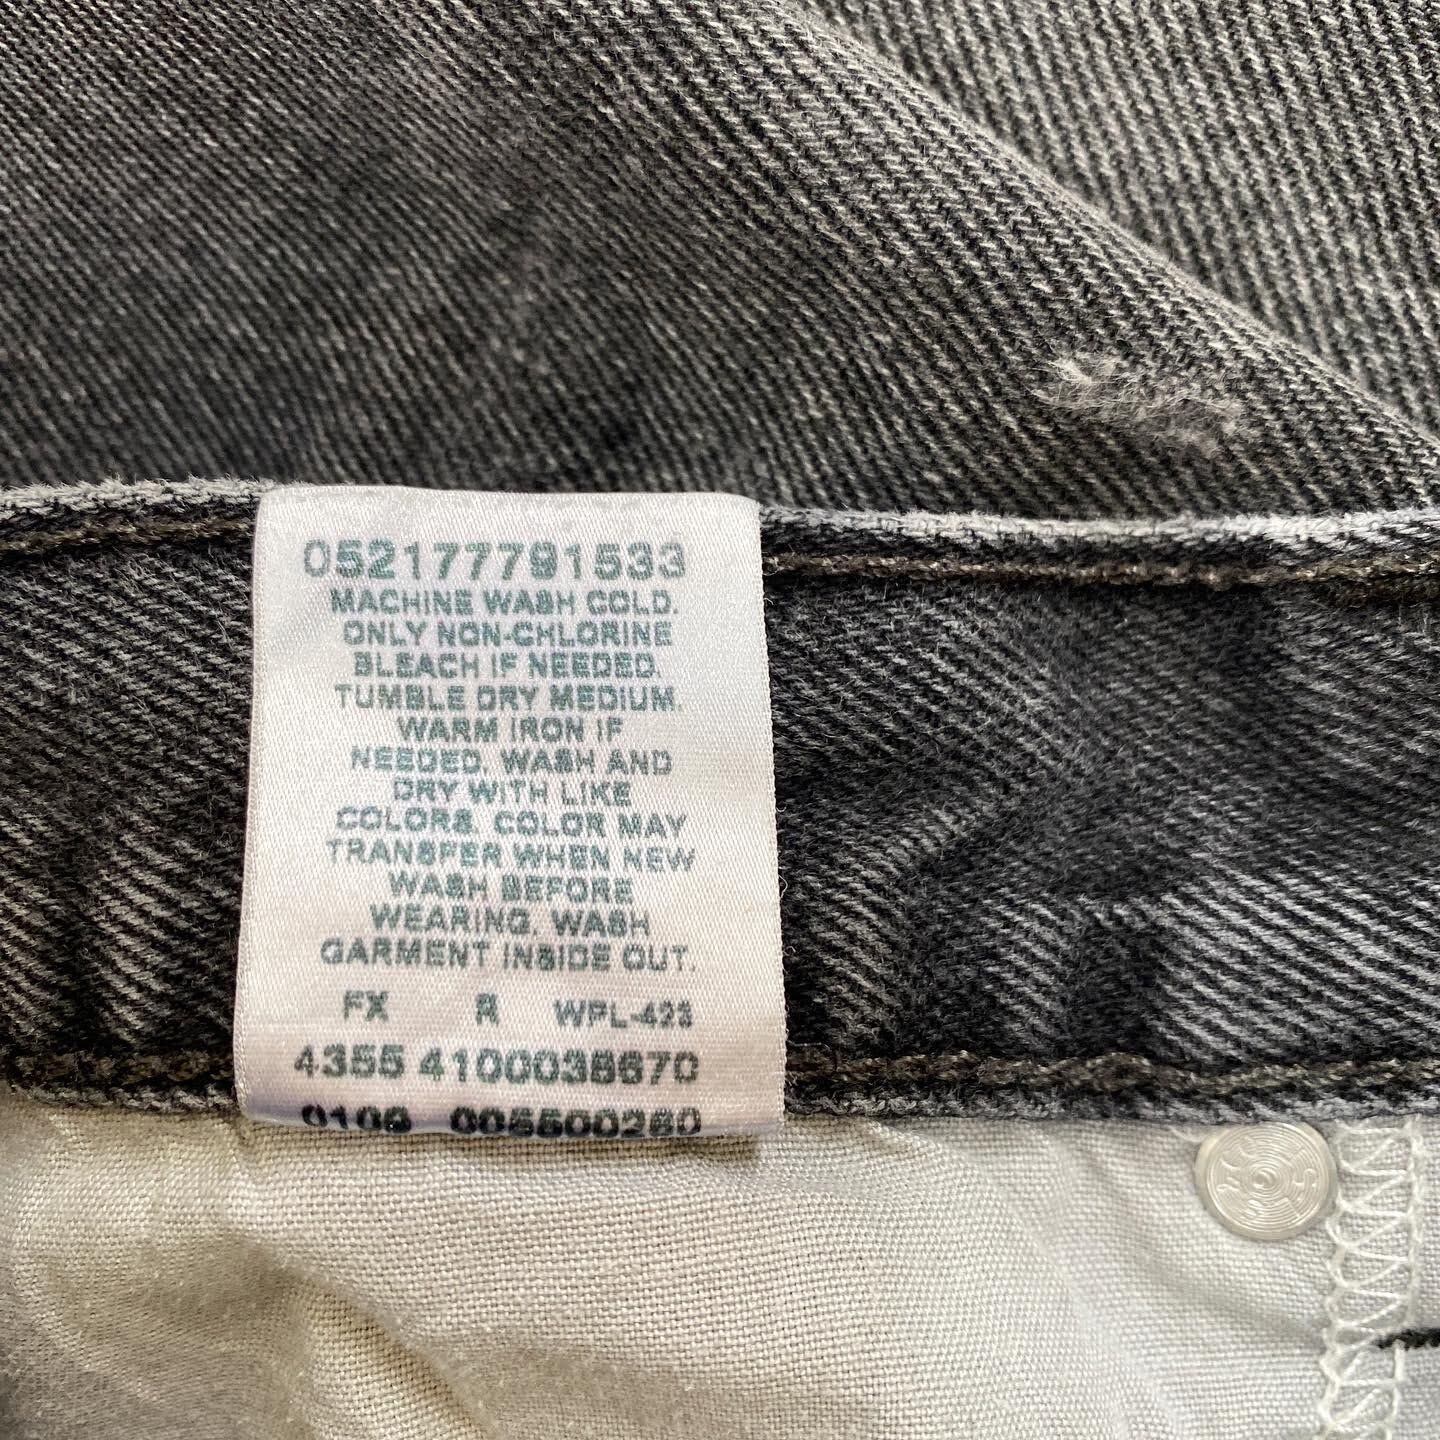 052177791533
MACHINE WASH COLD.
ONLY NON-CHLORINE
BLEACH IF NEEDED.
TUMBLE DRY MEDIUM.
WARM IRON IF
NEEDED. WASH AND
DRY WITH LIKE
COLORS. COLOR MAY
TRANSFER WHEN NEW
WASH BEFORE
WEARING. WASH
GARMENT INSIDE OUT.
FX R WPL-423
4355
0109 005500260